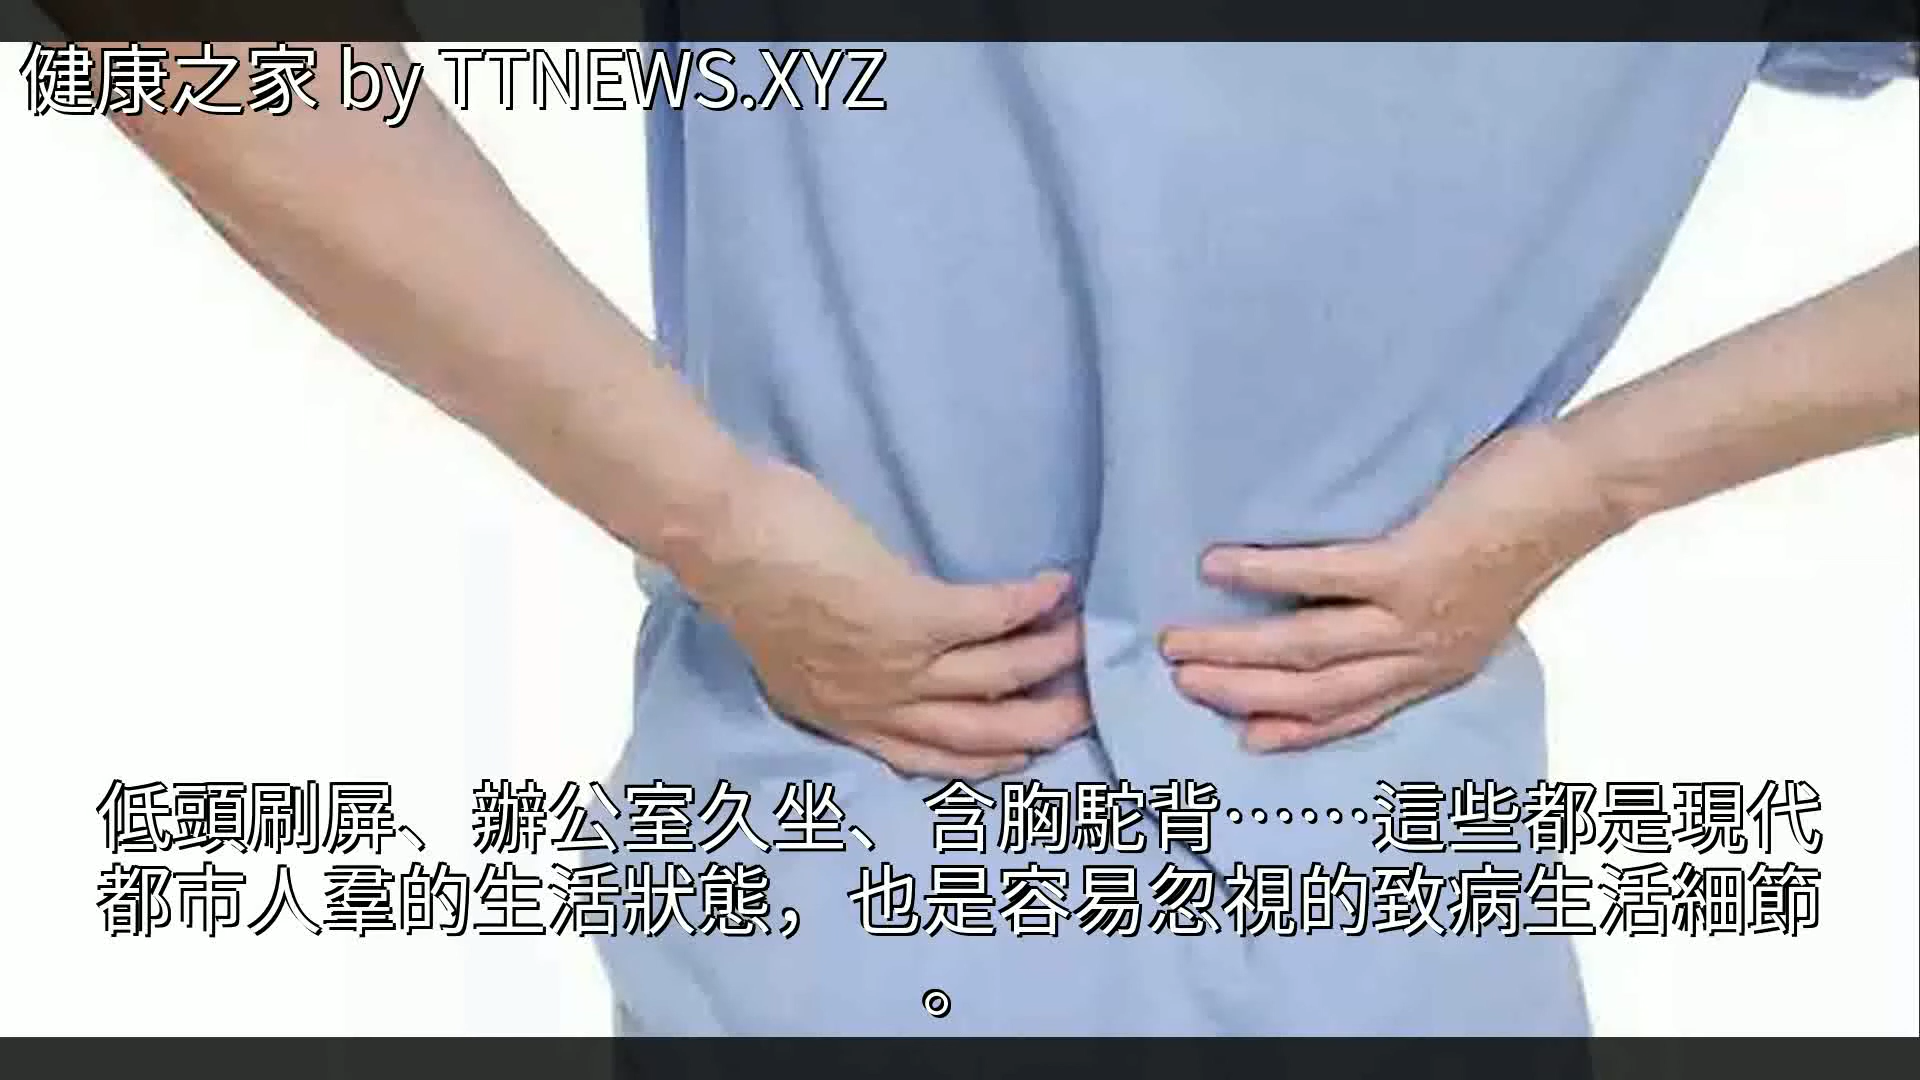 健康之家 by TTNEWS.XYZ
低頭刷屏、辦公室久坐、含胸駝背……這些都是現代
都市人羣的生活狀態，也是容易忽視的致病生活細節
。